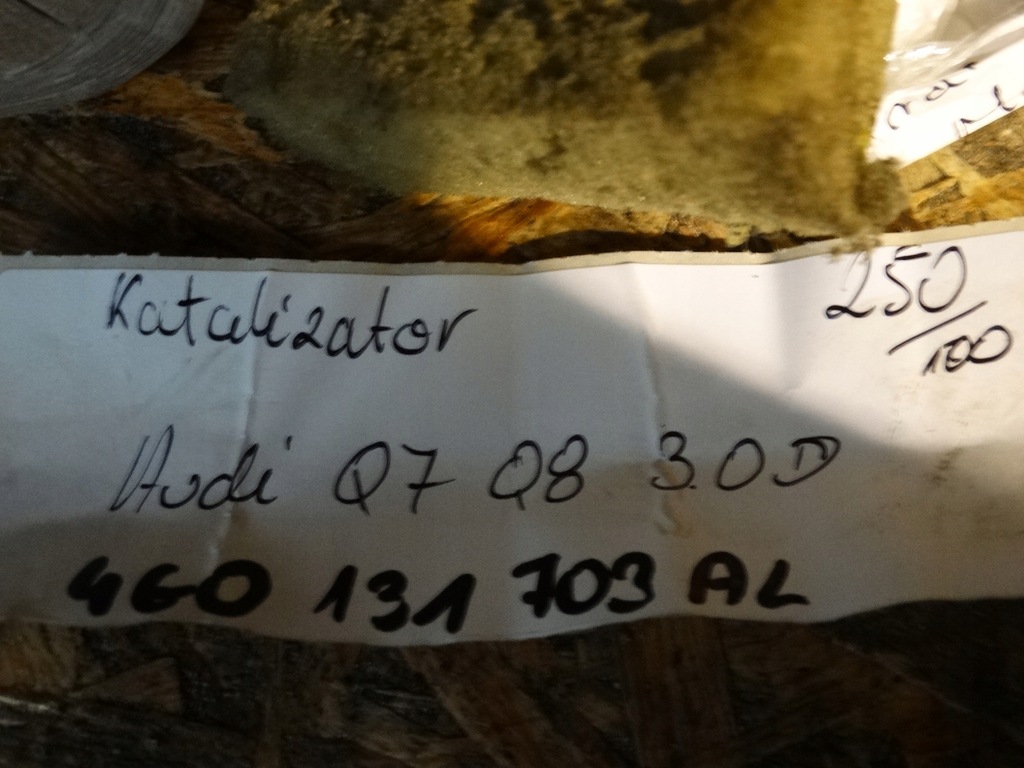 Katalizator
250/100
Audi Q7 Q8 3.0D
4G0 131 703 AL